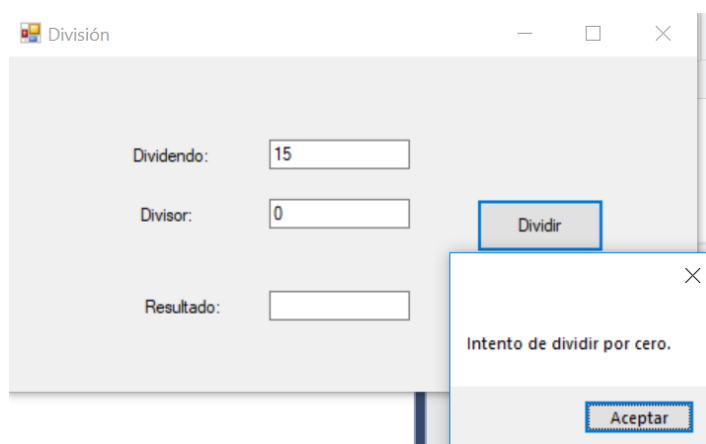 División
Dividendo:
15
Divisor:
0
Dividir
Resultado:
Intento de dividir por cero.
Aceptar